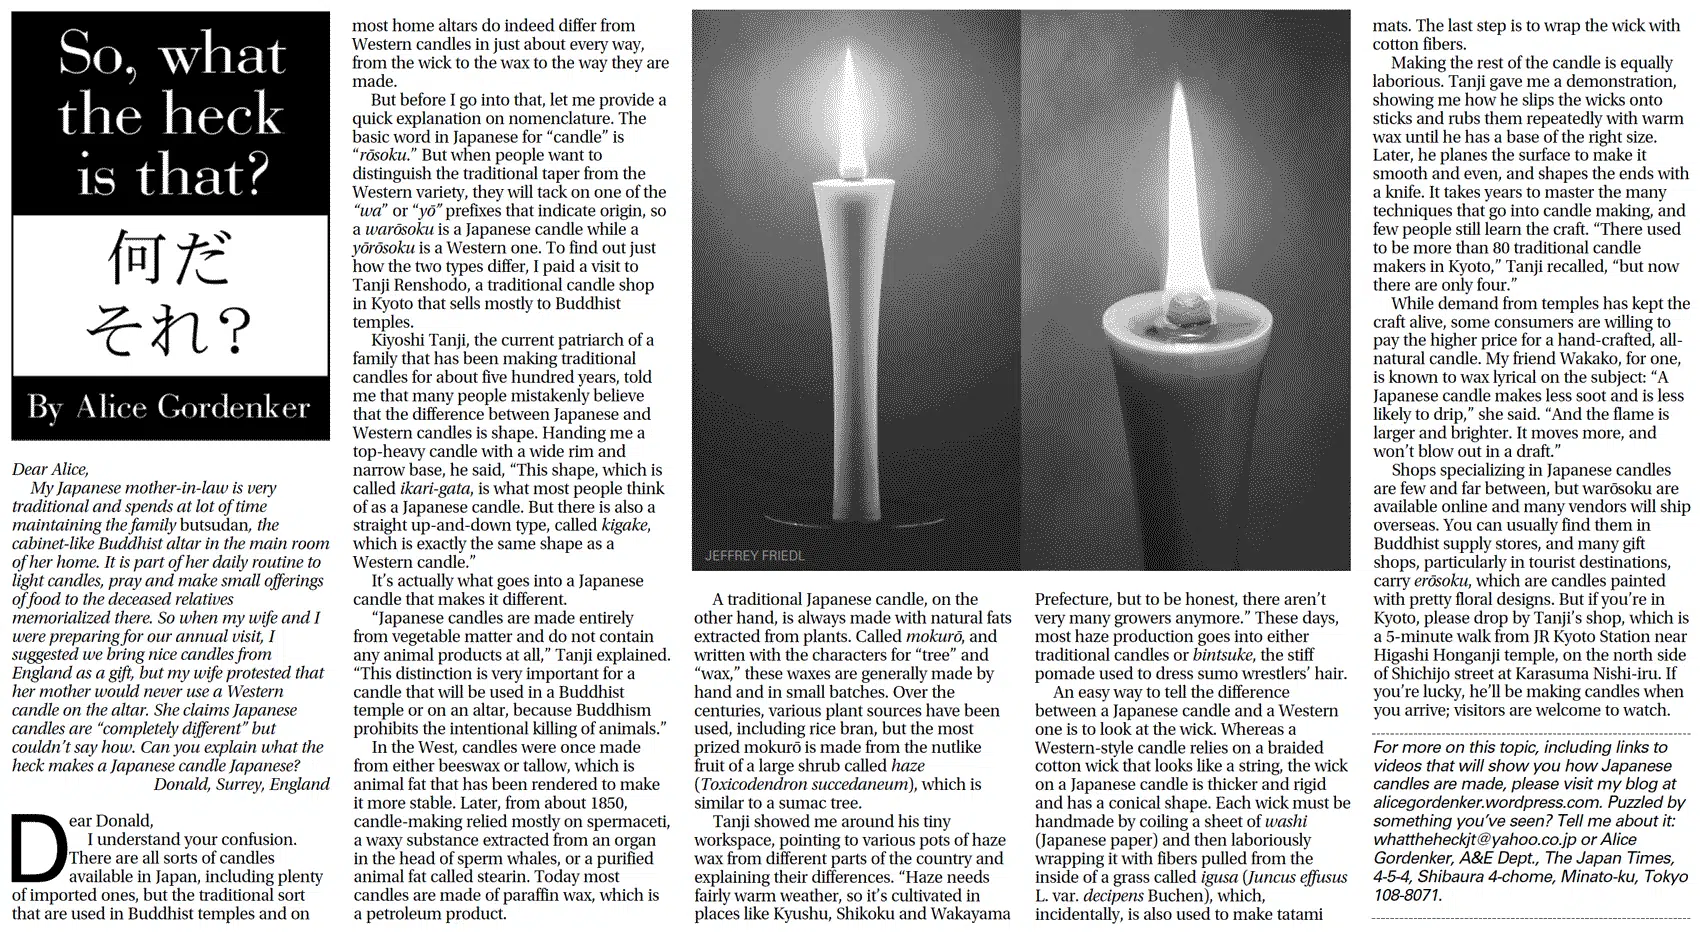 So, what
the heck
is that?
何だ
それ？
By Alice Gordenker
Dear Alice,
My Japanese mother-in-law is very
traditional and spends at lot of time
maintaining the family butsudan, the
cabinet-like Buddhist altar in the main room
of her home. It is part of her daily routine to
light candles, pray and make small offerings
of food to the deceased relatives
memorialized there. So when my wife and I
were preparing for our annual visit, I
suggested we bring nice candles from
England as a gift, but my wife protested that
her mother would never use a Western
candle on the altar. She claims Japanese
candles are “completely different” but
couldn’t say how. Can you explain what the
heck makes a Japanese candle Japanese?
Donald, Surrey, England
Dear Donald,
I understand your confusion.
There are all sorts of candles
available in Japan, including plenty
of imported ones, but the traditional sort
that are used in Buddhist temples and on
most home altars do indeed differ from
Western candles in just about every way,
from the wick to the wax to the way they are
made.
But before I go into that, let me provide a
quick explanation on nomenclature. The
basic word in Japanese for “candle” is
“rōsoku.” But when people want to
distinguish the traditional taper from the
Western variety, they will tack on one of the
“wa” or “yō” prefixes that indicate origin, so
a warōsoku is a Japanese candle while a
yōrōsoku is a Western one. To find out just
how the two types differ, I paid a visit to
Tanji Renshodo, a traditional candle shop
in Kyoto that sells mostly to Buddhist
temples.
Kiyoshi Tanji, the current patriarch of a
family that has been making traditional
candles for about five hundred years, told
me that many people mistakenly believe
that the difference between Japanese and
Western candles is shape. Handing me a
top-heavy candle with a wide rim and
narrow base, he said, “This shape, which is
called ikari-gata, is what most people think
of as a Japanese candle. But there is also a
straight up-and-down type, called kigake,
which is exactly the same shape as a
Western candle.”
It’s actually what goes into a Japanese
candle that makes it different.
“Japanese candles are made entirely
from vegetable matter and do not contain
any animal products at all,” Tanji explained.
“This distinction is very important for a
candle that will be used in a Buddhist
temple or on an altar, because Buddhism
prohibits the intentional killing of animals.”
In the West, candles were once made
from either beeswax or tallow, which is
animal fat that has been rendered to make
it more stable. Later, from about 1850,
candle-making relied mostly on spermaceti,
a waxy substance extracted from an organ
in the head of sperm whales, or a purified
animal fat called stearin. Today most
candles are made of paraffin wax, which is
a petroleum product.
JEFFREY FRIEDL
A traditional Japanese candle, on the
other hand, is always made with natural fats
extracted from plants. Called mokurō, and
written with the characters for “tree” and
“wax,” these waxes are generally made by
hand and in small batches. Over the
centuries, various plant sources have been
used, including rice bran, but the most
prized mokurō is made from the nutlike
fruit of a large shrub called haze
(Toxicodendron succedaneum), which is
similar to a sumac tree.
Tanji showed me around his tiny
workspace, pointing to various pots of haze
wax from different parts of the country and
explaining their differences. “Haze needs
fairly warm weather, so it’s cultivated in
places like Kyushu, Shikoku and Wakayama
Prefecture, but to be honest, there aren’t
very many growers anymore.” These days,
most haze production goes into either
traditional candles or bintsuke, the stiff
pomade used to dress sumo wrestlers’ hair.
An easy way to tell the difference
between a Japanese candle and a Western
one is to look at the wick. Whereas a
Western-style candle relies on a braided
cotton wick that looks like a string, the wick
on a Japanese candle is thicker and rigid
and has a conical shape. Each wick must be
handmade by coiling a sheet of washi
(Japanese paper) and then laboriously
wrapping it with fibers pulled from the
inside of a grass called igusa (Juncus effusus
L. var. decipens Buchen), which,
incidentally, is also used to make tatami
mats. The last step is to wrap the wick with
cotton fibers.
Making the rest of the candle is equally
laborious. Tanji gave me a demonstration,
showing me how he slips the wicks onto
sticks and rubs them repeatedly with warm
wax until he has a base of the right size.
Later, he planes the surface to make it
smooth and even, and shapes the ends with
a knife. It takes years to master the many
techniques that go into candle making, and
few people still learn the craft. “There used
to be more than 80 traditional candle
makers in Kyoto,” Tanji recalled, “but now
there are only four.”
While demand from temples has kept the
craft alive, some consumers are willing to
pay the higher price for a hand-crafted, all-
natural candle. My friend Wakako, for one,
is known to wax lyrical on the subject: “A
Japanese candle makes less soot and is less
likely to drip,” she said. “And the flame is
larger and brighter. It moves more, and
won’t blow out in a draft.”
Shops specializing in Japanese candles
are few and far between, but warōsoku are
available online and many vendors will ship
overseas. You can usually find them in
Buddhist supply stores, and many gift
shops, particularly in tourist destinations,
carry erōsoku, which are candles painted
with pretty floral designs. But if you’re in
Kyoto, please drop by Tanji’s shop, which is
a 5-minute walk from JR Kyoto Station near
Higashi Honganji temple, on the north side
of Shichijo street at Karasuma Nishi-iru. If
you’re lucky, he’ll be making candles when
you arrive; visitors are welcome to watch.
For more on this topic, including links to
videos that will show you how Japanese
candles are made, please visit my blog at
alicegordenker.wordpress.com. Puzzled by
something you’ve seen? Tell me about it:
whattheheckjt@yahoo.co.jp or Alice
Gordenker, A&E Dept., The Japan Times,
4-5-4, Shibaura 4-chome, Minato-ku, Tokyo
108-8071.